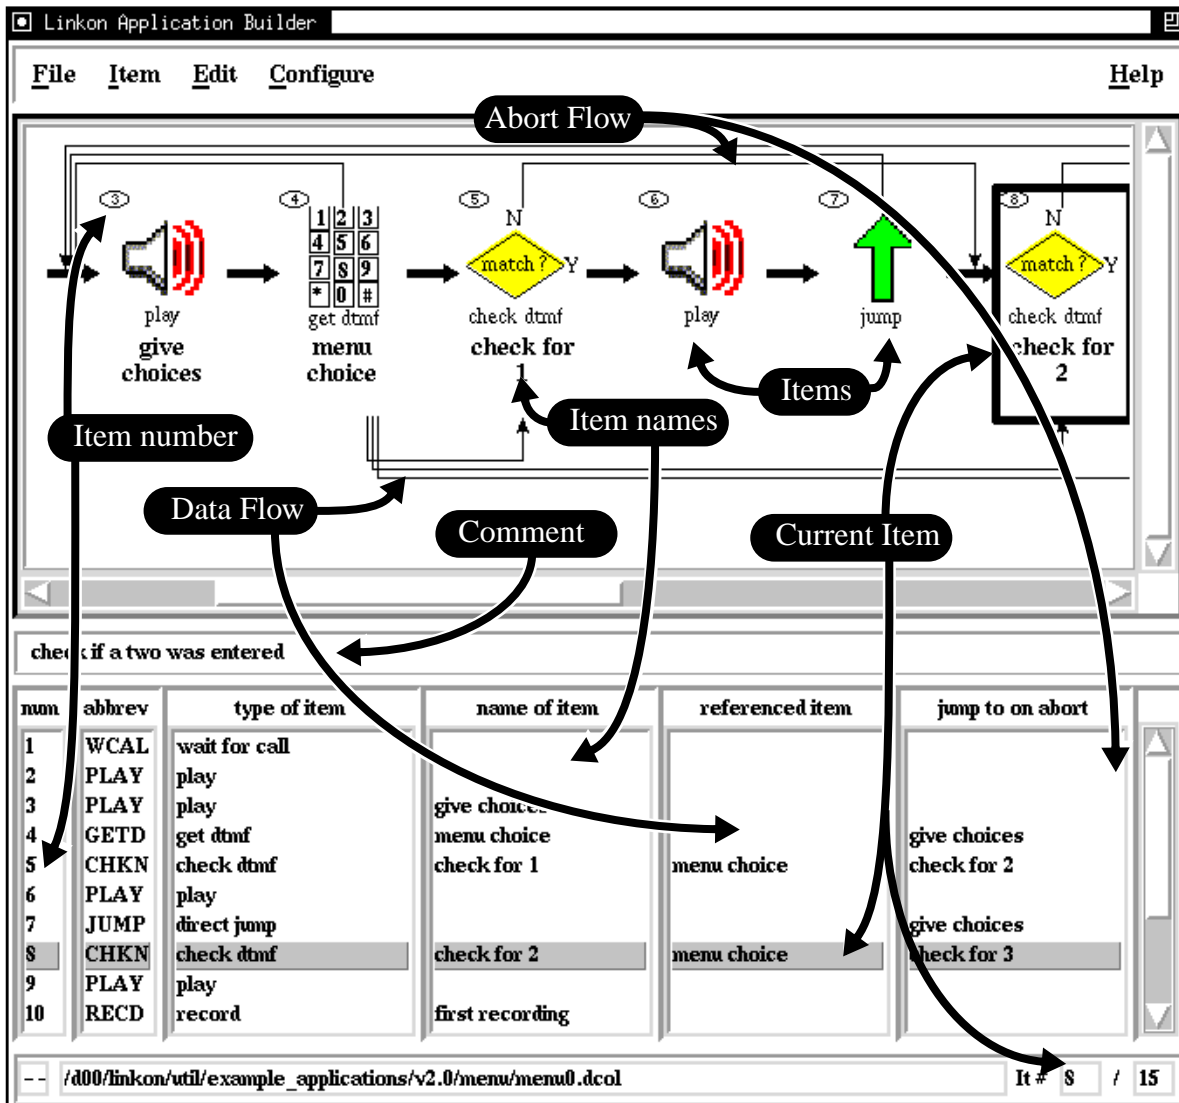 Linkon Application Builder
File Item Edit Configure Help
Abort Flow
3 4 5 6 7 8
N N
1 2 3
4 5 6
7 8 9
* 0 #
match ? Y match ? Y
play get dtmf check dtmf play jump check dtmf
give choices
menu choice
check for 1
check for 2
Items
Item names
Item number
Data Flow
Comment
Current Item
check if a two was entered
num abbrev type of item name of item referenced item jump to on abort
1 WCAL wait for call
2 PLAY play
3 PLAY play give choices
4 GETD get dtmf menu choice give choices
5 CHKN check dtmf check for 1 menu choice check for 2
6 PLAY play
7 JUMP direct jump give choices
8 CHKN check dtmf check for 2 menu choice check for 3
9 PLAY play
10 RECD record first recording
-- /d00/linkon/util/example_applications/v2.0/menu/menu0.dcol It # 8 / 15